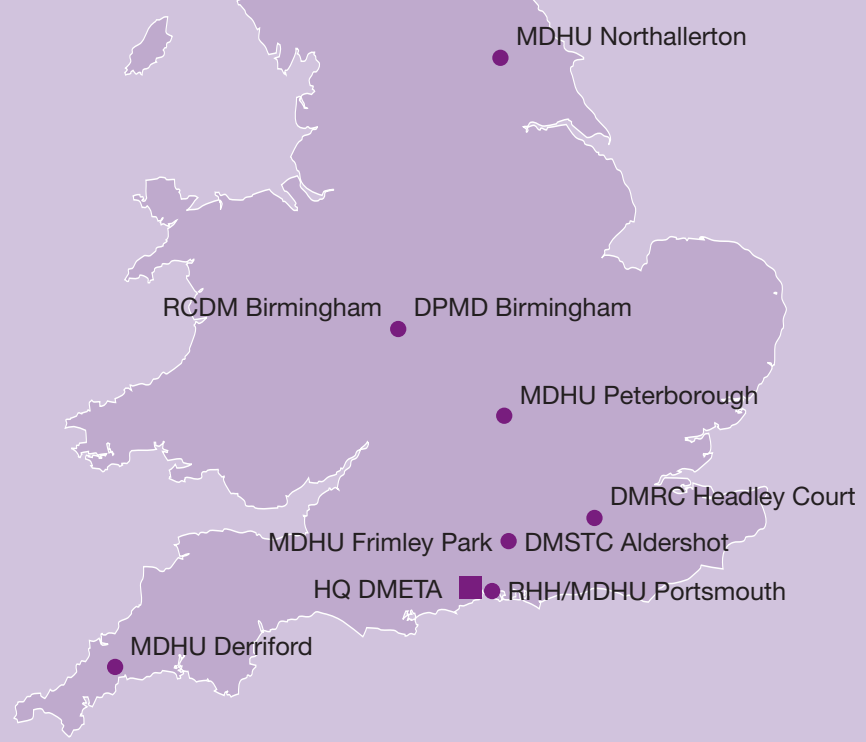 MDHU Northallerton
RCDM Birmingham
DPMD Birmingham
MDHU Peterborough
DMRC Headley Court
MDHU Frimley Park
DMSTC Aldershot
HQ DMETA
RHH/MDHU Portsmouth
MDHU Derriford